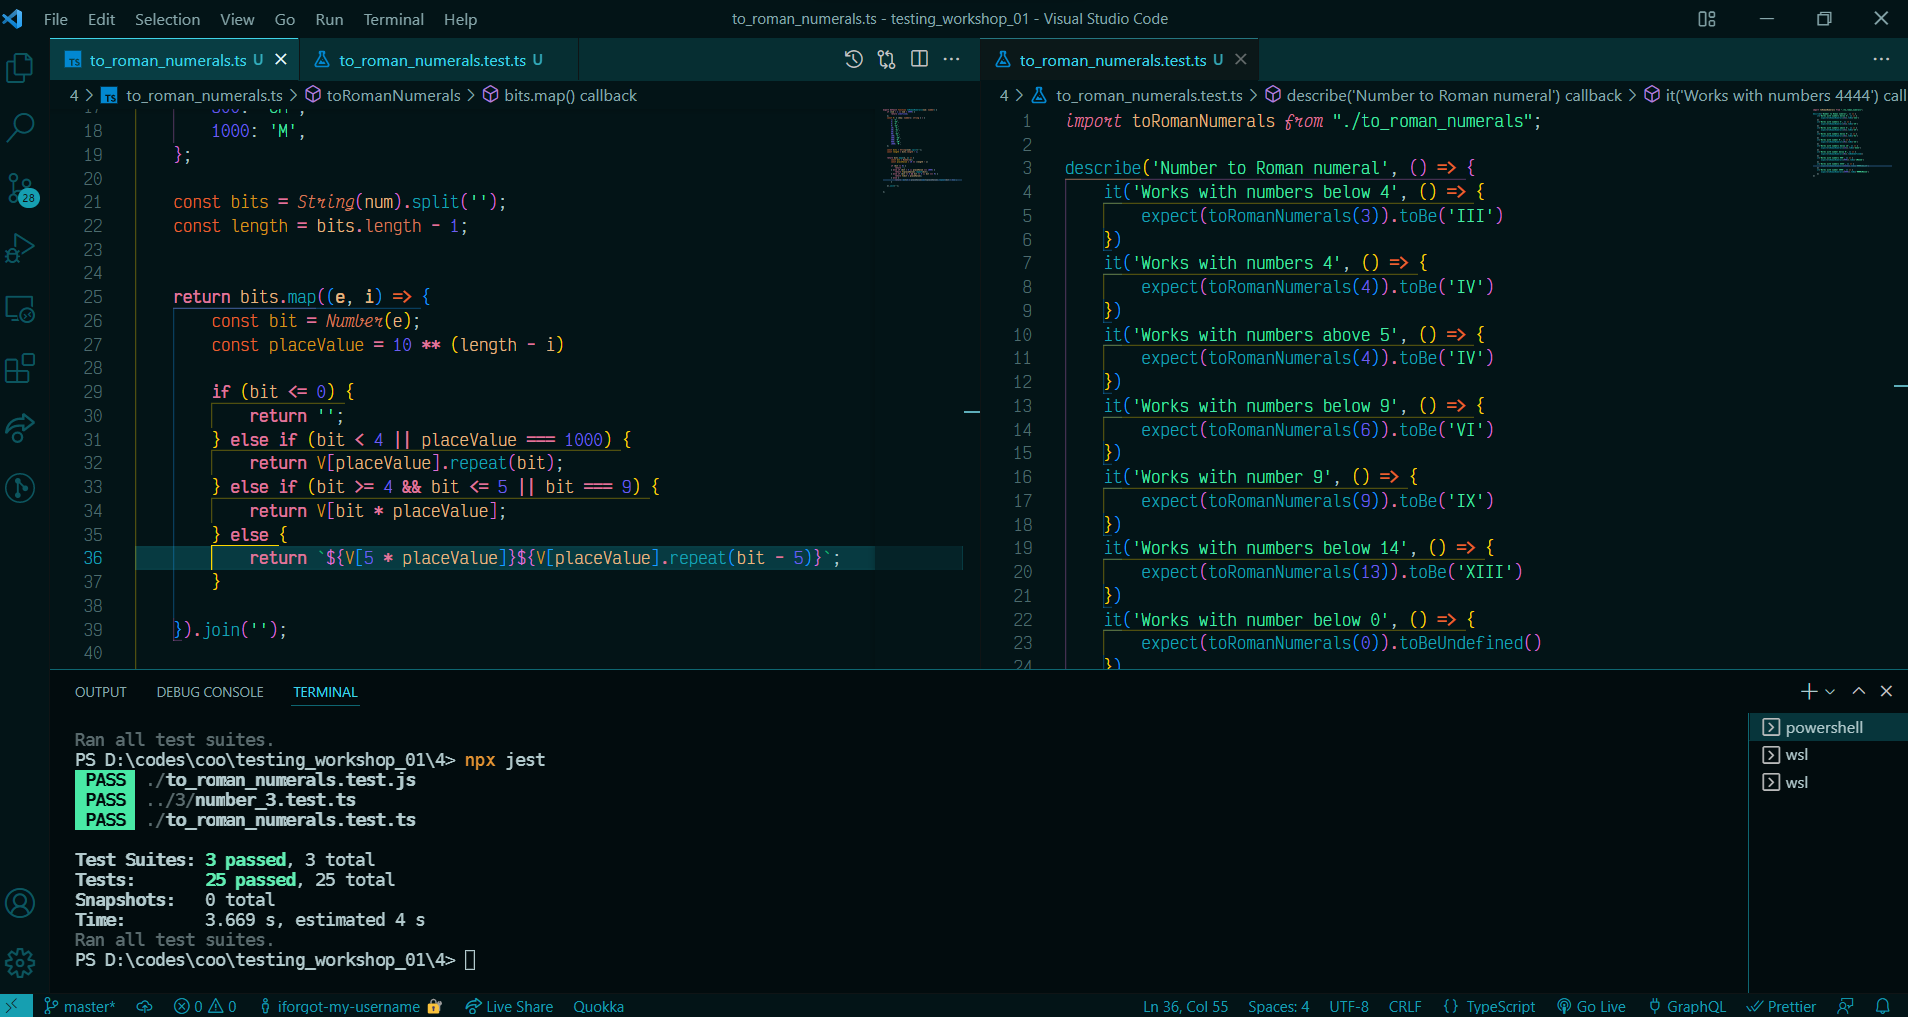 File Edit Selection View Go Run Terminal Help
to_roman_numerals.ts - testing_workshop_01 - Visual Studio Code
TS to_roman_numerals.ts U
to_roman_numerals.test.ts U
to_roman_numerals.test.ts U
4 > TS to_roman_numerals.ts > toRomanNumerals > bits.map() callback
18 1000: 'M',
19 };
20
21 const bits = String(num).split('');
22 const length = bits.length - 1;
23
24
25 return bits.map((e, i) => {
26 const bit = Number(e);
27 const placeValue = 10 ** (length - i)
28
29 if (bit <= 0) {
30 return '';
31 } else if (bit < 4 || placeValue === 1000) {
32 return V[placeValue].repeat(bit);
33 } else if (bit >= 4 && bit <= 5 || bit === 9) {
34 return V[bit * placeValue];
35 } else {
36 return `${V[5 * placeValue]}${V[placeValue].repeat(bit - 5)}`;
37 }
38
39 }).join('');
40
4 > to_roman_numerals.test.ts > describe('Number to Roman numeral') callback > it('Works with numbers 4444') call
1 import toRomanNumerals from "./to_roman_numerals";
2
3 describe('Number to Roman numeral', () => {
4 it('Works with numbers below 4', () => {
5 expect(toRomanNumerals(3)).toBe('III')
6 })
7 it('Works with numbers 4', () => {
8 expect(toRomanNumerals(4)).toBe('IV')
9 })
10 it('Works with numbers above 5', () => {
11 expect(toRomanNumerals(4)).toBe('IV')
12 })
13 it('Works with numbers below 9', () => {
14 expect(toRomanNumerals(6)).toBe('VI')
15 })
16 it('Works with number 9', () => {
17 expect(toRomanNumerals(9)).toBe('IX')
18 })
19 it('Works with numbers below 14', () => {
20 expect(toRomanNumerals(13)).toBe('XIII')
21 })
22 it('Works with number below 0', () => {
23 expect(toRomanNumerals(0)).toBeUndefined()
24 })
28
OUTPUT DEBUG CONSOLE TERMINAL
Ran all test suites.
PS D:\codes\coo\testing_workshop_01\4> npx jest
PASS ./to_roman_numerals.test.js
PASS ../3/number_3.test.ts
PASS ./to_roman_numerals.test.ts
Test Suites: 3 passed, 3 total
Tests: 25 passed, 25 total
Snapshots: 0 total
Time: 3.669 s, estimated 4 s
Ran all test suites.
PS D:\codes\coo\testing_workshop_01\4>
powershell
wsl
wsl
master* 0 0 iforgot-my-username Live Share Quokka
Ln 36, Col 55 Spaces: 4 UTF-8 CRLF {} TypeScript Go Live GraphQL Prettier